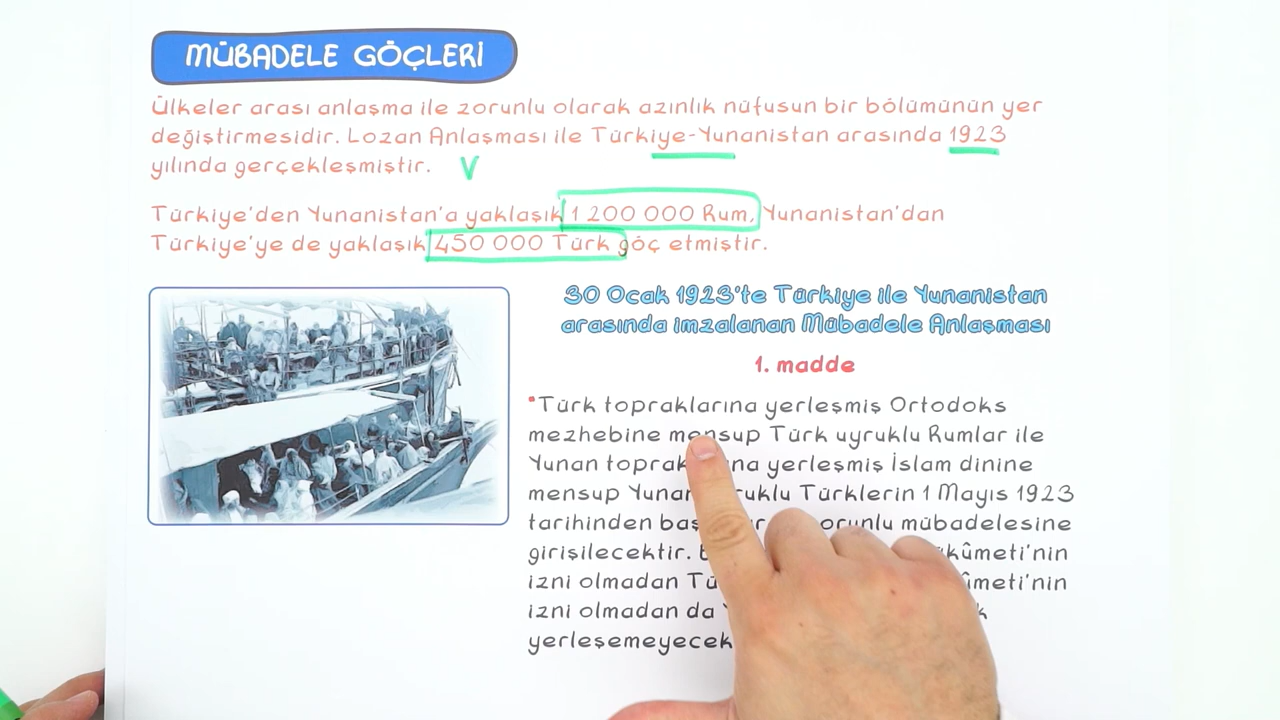 MÜBADELE GÖÇLERİ
Ülkeler arası anlaşma ile zorunlu olarak azınlık nüfusun bir bölümünün yer
değiştirmesidir. Lozan Anlaşması ile Türkiye-Yunanistan arasında 1923
yılında gerçekleşmiştir.
Türkiye'den Yunanistan'a yaklaşık 1 200 000 Rum, Yunanistan'dan
Türkiye'ye de yaklaşık 450 000 Türk göç etmiştir.
30 Ocak 1923'te Türkiye ile Yunanistan
arasında imzalanan Mübadele Anlaşması
1. madde
*Türk topraklarına yerleşmiş Ortodoks
mezhebine mensup Türk uyruklu Rumlar ile
Yunan yerleşmiş İslam dinine
mensup Türklerin 1 Mayıs 1923
tarihinden mübadelesine
girişilecektir.
izni olmadan
izni olmadan da